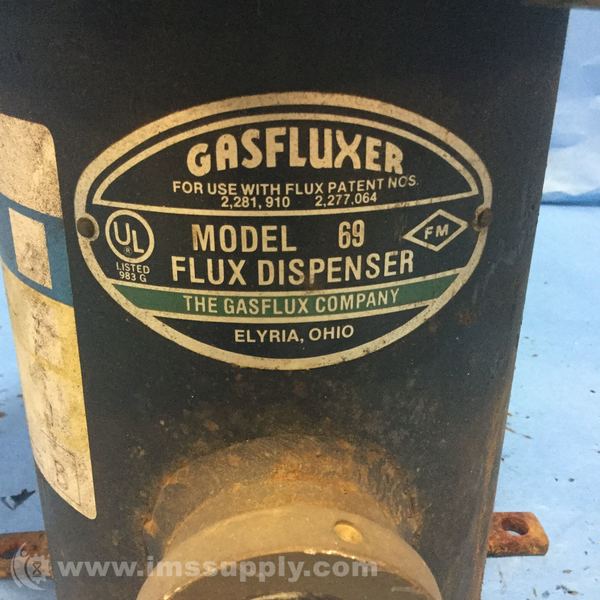 GASFLUXER
FOR USE WITH FLUX PATENT NOS.
2,281,910 2,277,064
UL
®
LISTED
983 G
MODEL 69
FM
FLUX DISPENSER
THE GASFLUX COMPANY
ELYRIA, OHIO
B
www.imssupply.com